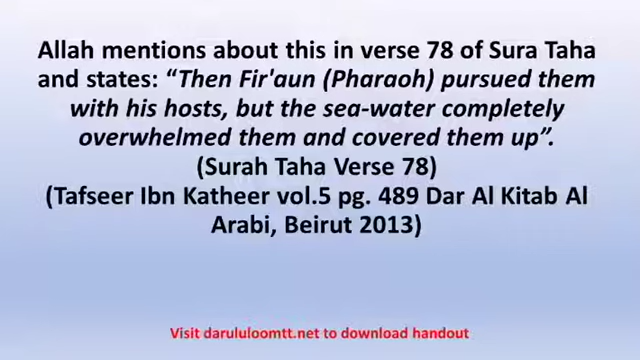 Allah mentions about this in verse 78 of Sura Taha
and states: “Then Fir'aun (Pharaoh) pursued them
with his hosts, but the sea-water completely
overwhelmed them and covered them up”.
(Surah Taha Verse 78)
(Tafseer Ibn Katheer vol.5 pg. 489 Dar Al Kitab Al
Arabi, Beirut 2013)
Visit darululoomtt.net to download handout